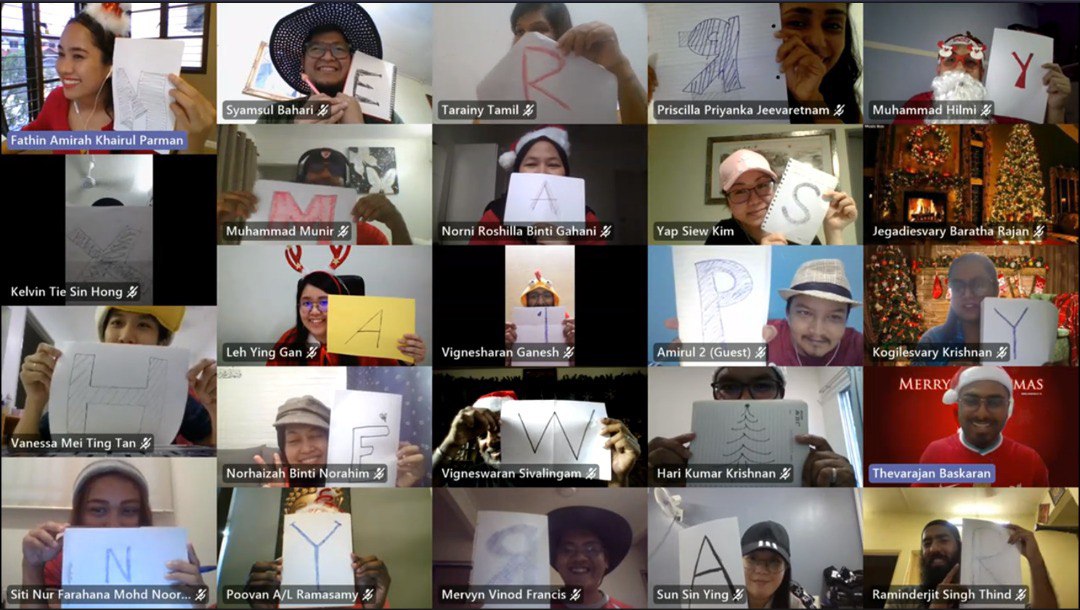 M
Fathin Amirah Khairul Parman
E
Syamsul Bahari
R
Tarainy Tamil
R
Priscilla Priyanka Jeevaretnam
Y
Muhammad Hilmi
X
Kelvin Tie Sin Hong
M
Muhammad Munir
A
Norni Roshilla Binti Gahani
S
Yap Siew Kim
Jegadiesvary Baratha Rajan
H
Vanessa Mei Ting Tan
A
Leh Ying Gan
Vignesharan Ganesh
P
Amirul 2 (Guest)
Y
Kogilesvary Krishnan
E
Norhaizah Binti Norahim
W
Vigneswaran Sivalingam
Hari Kumar Krishnan
MERRY MAS
Thevarajan Baskaran
N
Siti Nur Farahana Mohd Noor...
Y
Poovan A/L Ramasamy
R
Mervyn Vinod Francis
A
Sun Sin Ying
R
Raminderjit Singh Thind